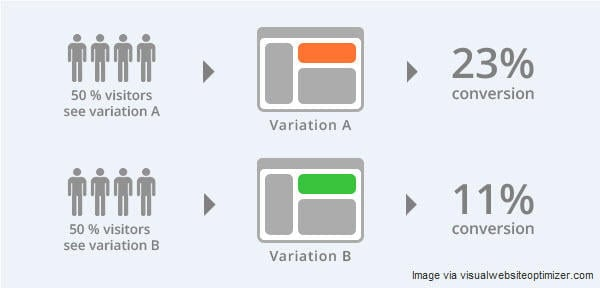 50 % visitors
see variation A
Variation A
23%
conversion
50 % visitors
see variation B
Variation B
11%
conversion
Image via visualwebsiteoptimizer.com